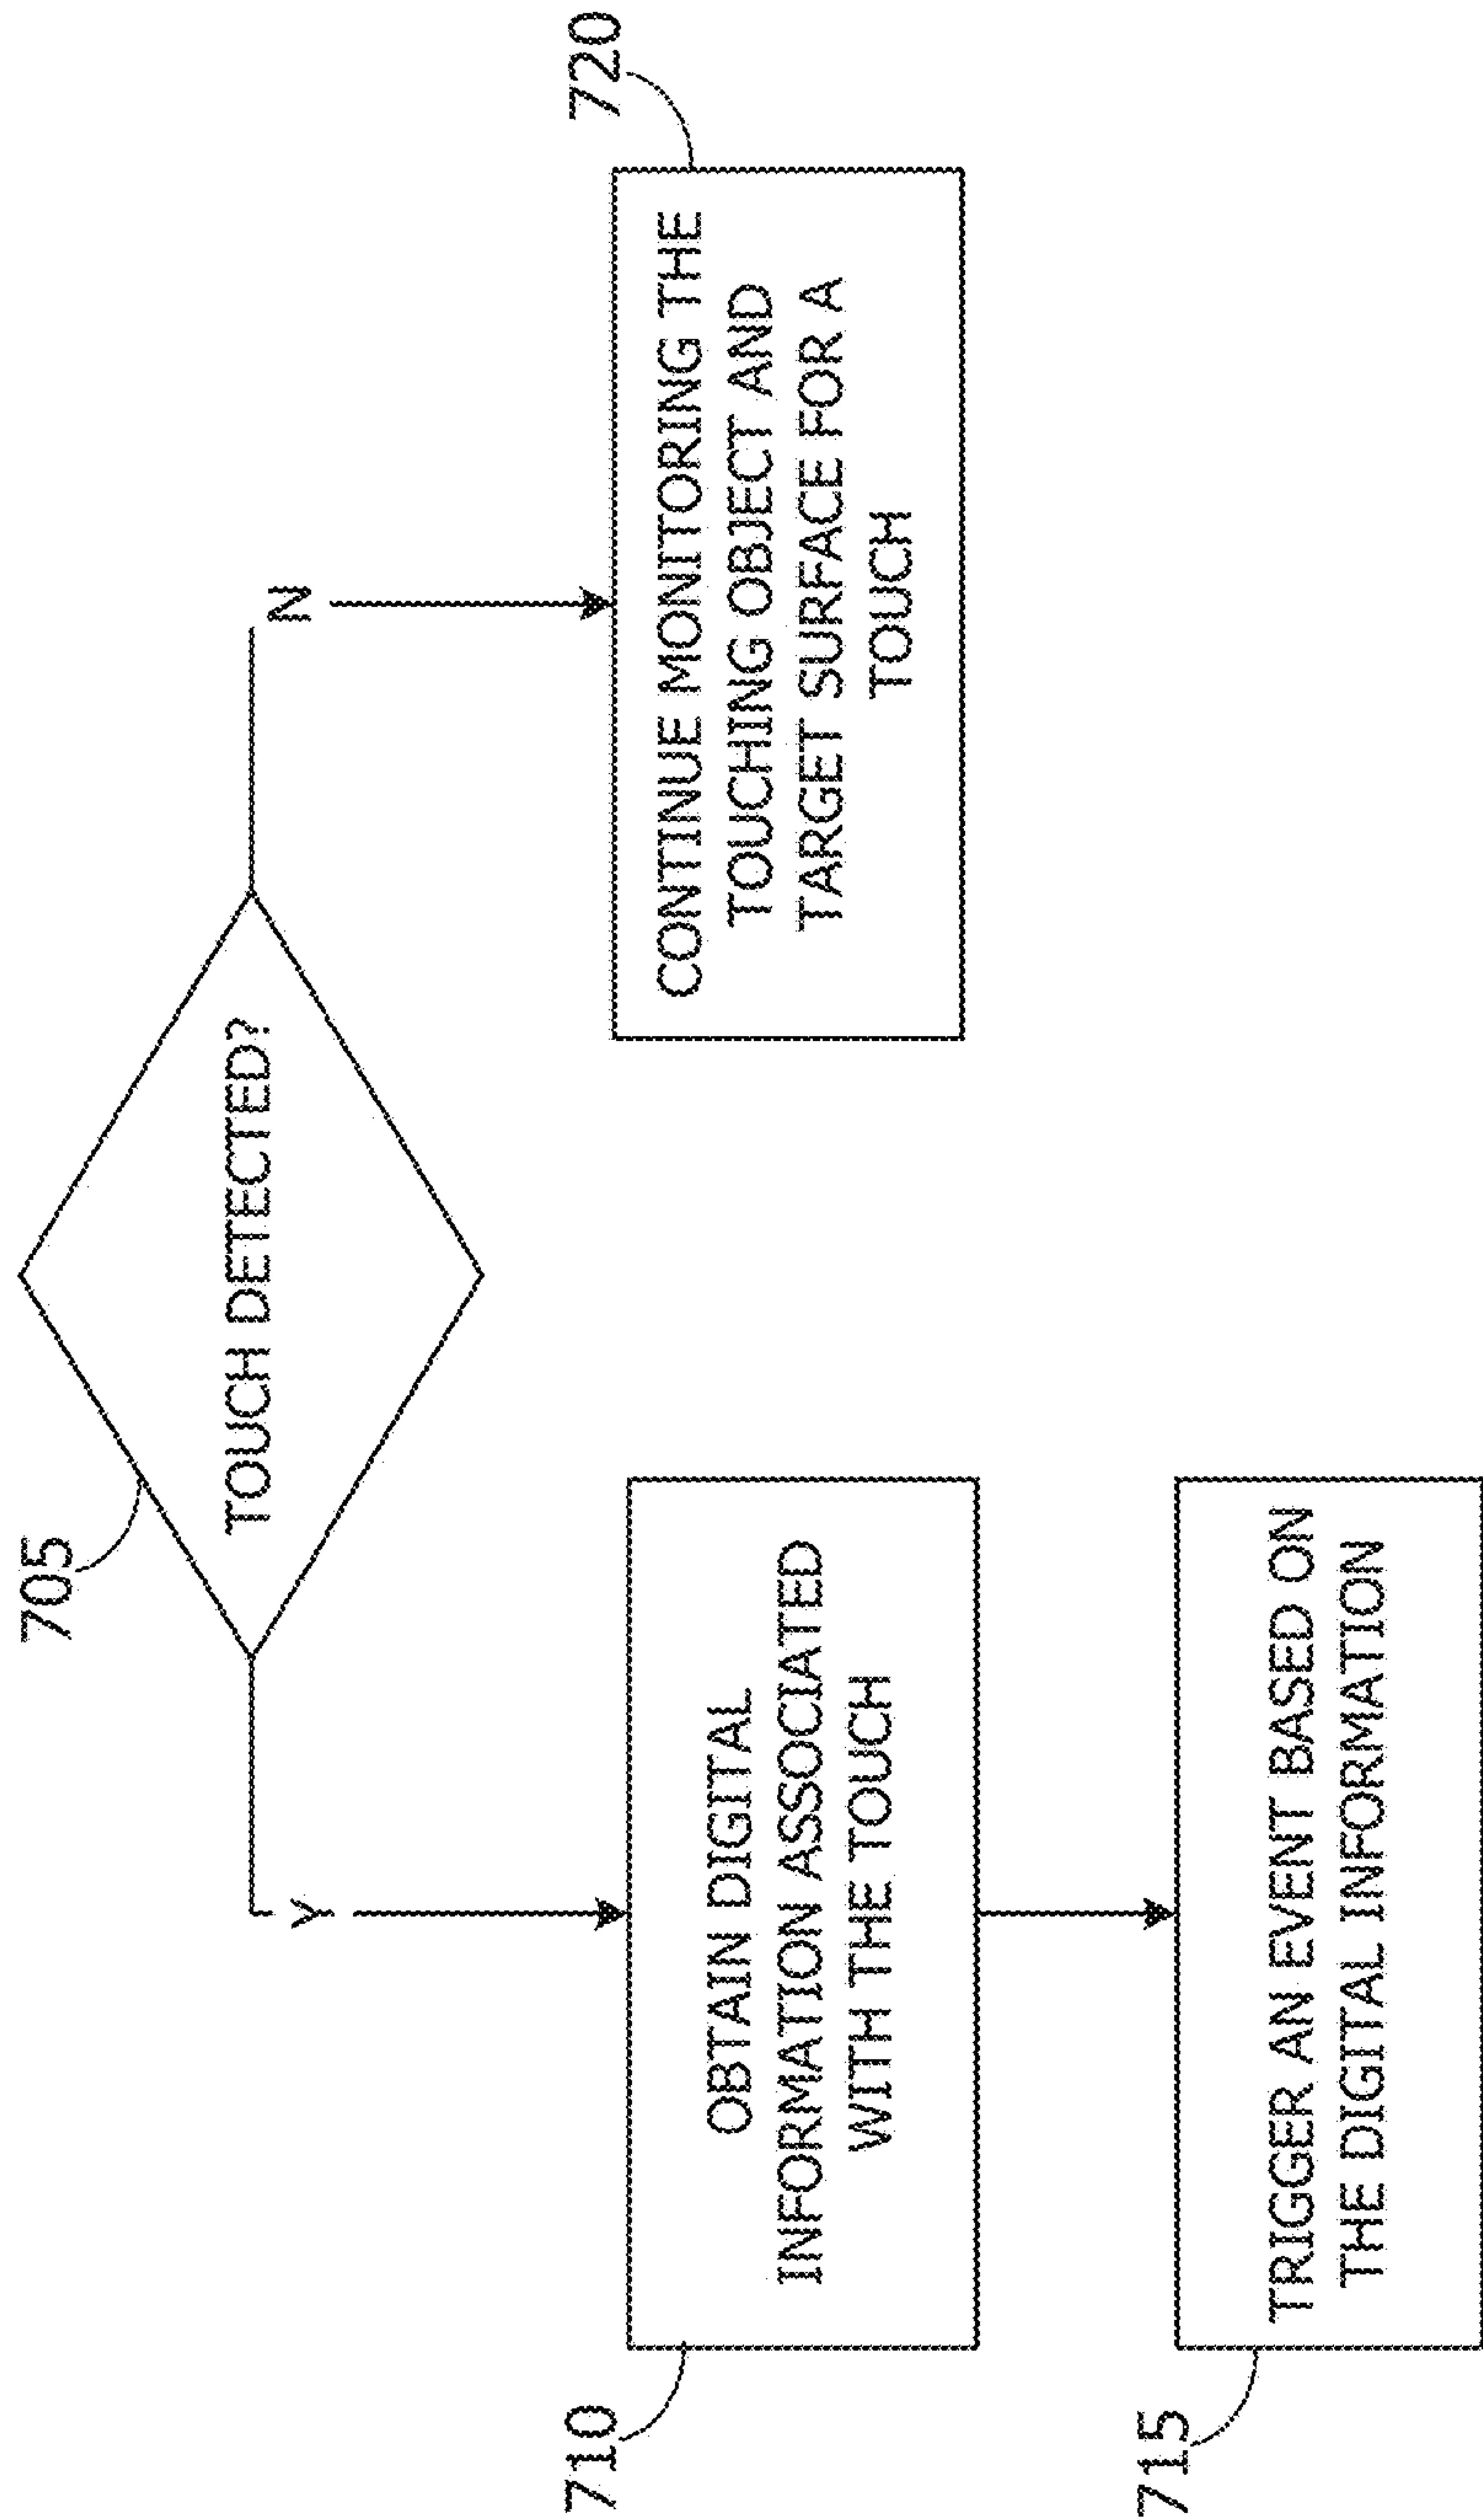 705
TOUCH DETECTED?
Y
N
710
OBTAIN DIGITAL
INFORMATION ASSOCIATED
WITH THE TOUCH
720
CONTINUE MONITORING THE
TOUCHING OBJECT AND
TARGET SURFACE FOR A
TOUCH
715
TRIGGER AN EVENT BASED ON
THE DIGITAL INFORMATION